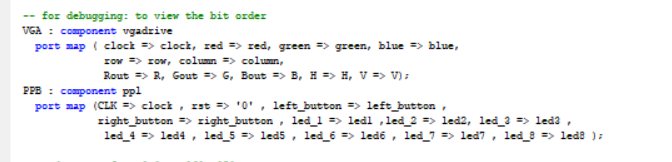 -- for debugging: to view the bit order
VGA : component vgadrive
port map ( clock => clock, red => red, green => green, blue => blue,
row => row, column => column,
Rout => R, Gout => G, Bout => B, H => H, V => V);
PPB : component ppl
port map (CLK => clock , rst => '0' , left_button => left_button ,
right_button => right_button , led_1 => led1 ,led_2 => led2, led_3 => led3 ,
led_4 => led4 , led_5 => led5 , led_6 => led6 , led_7 => led7 , led_8 => led8 );